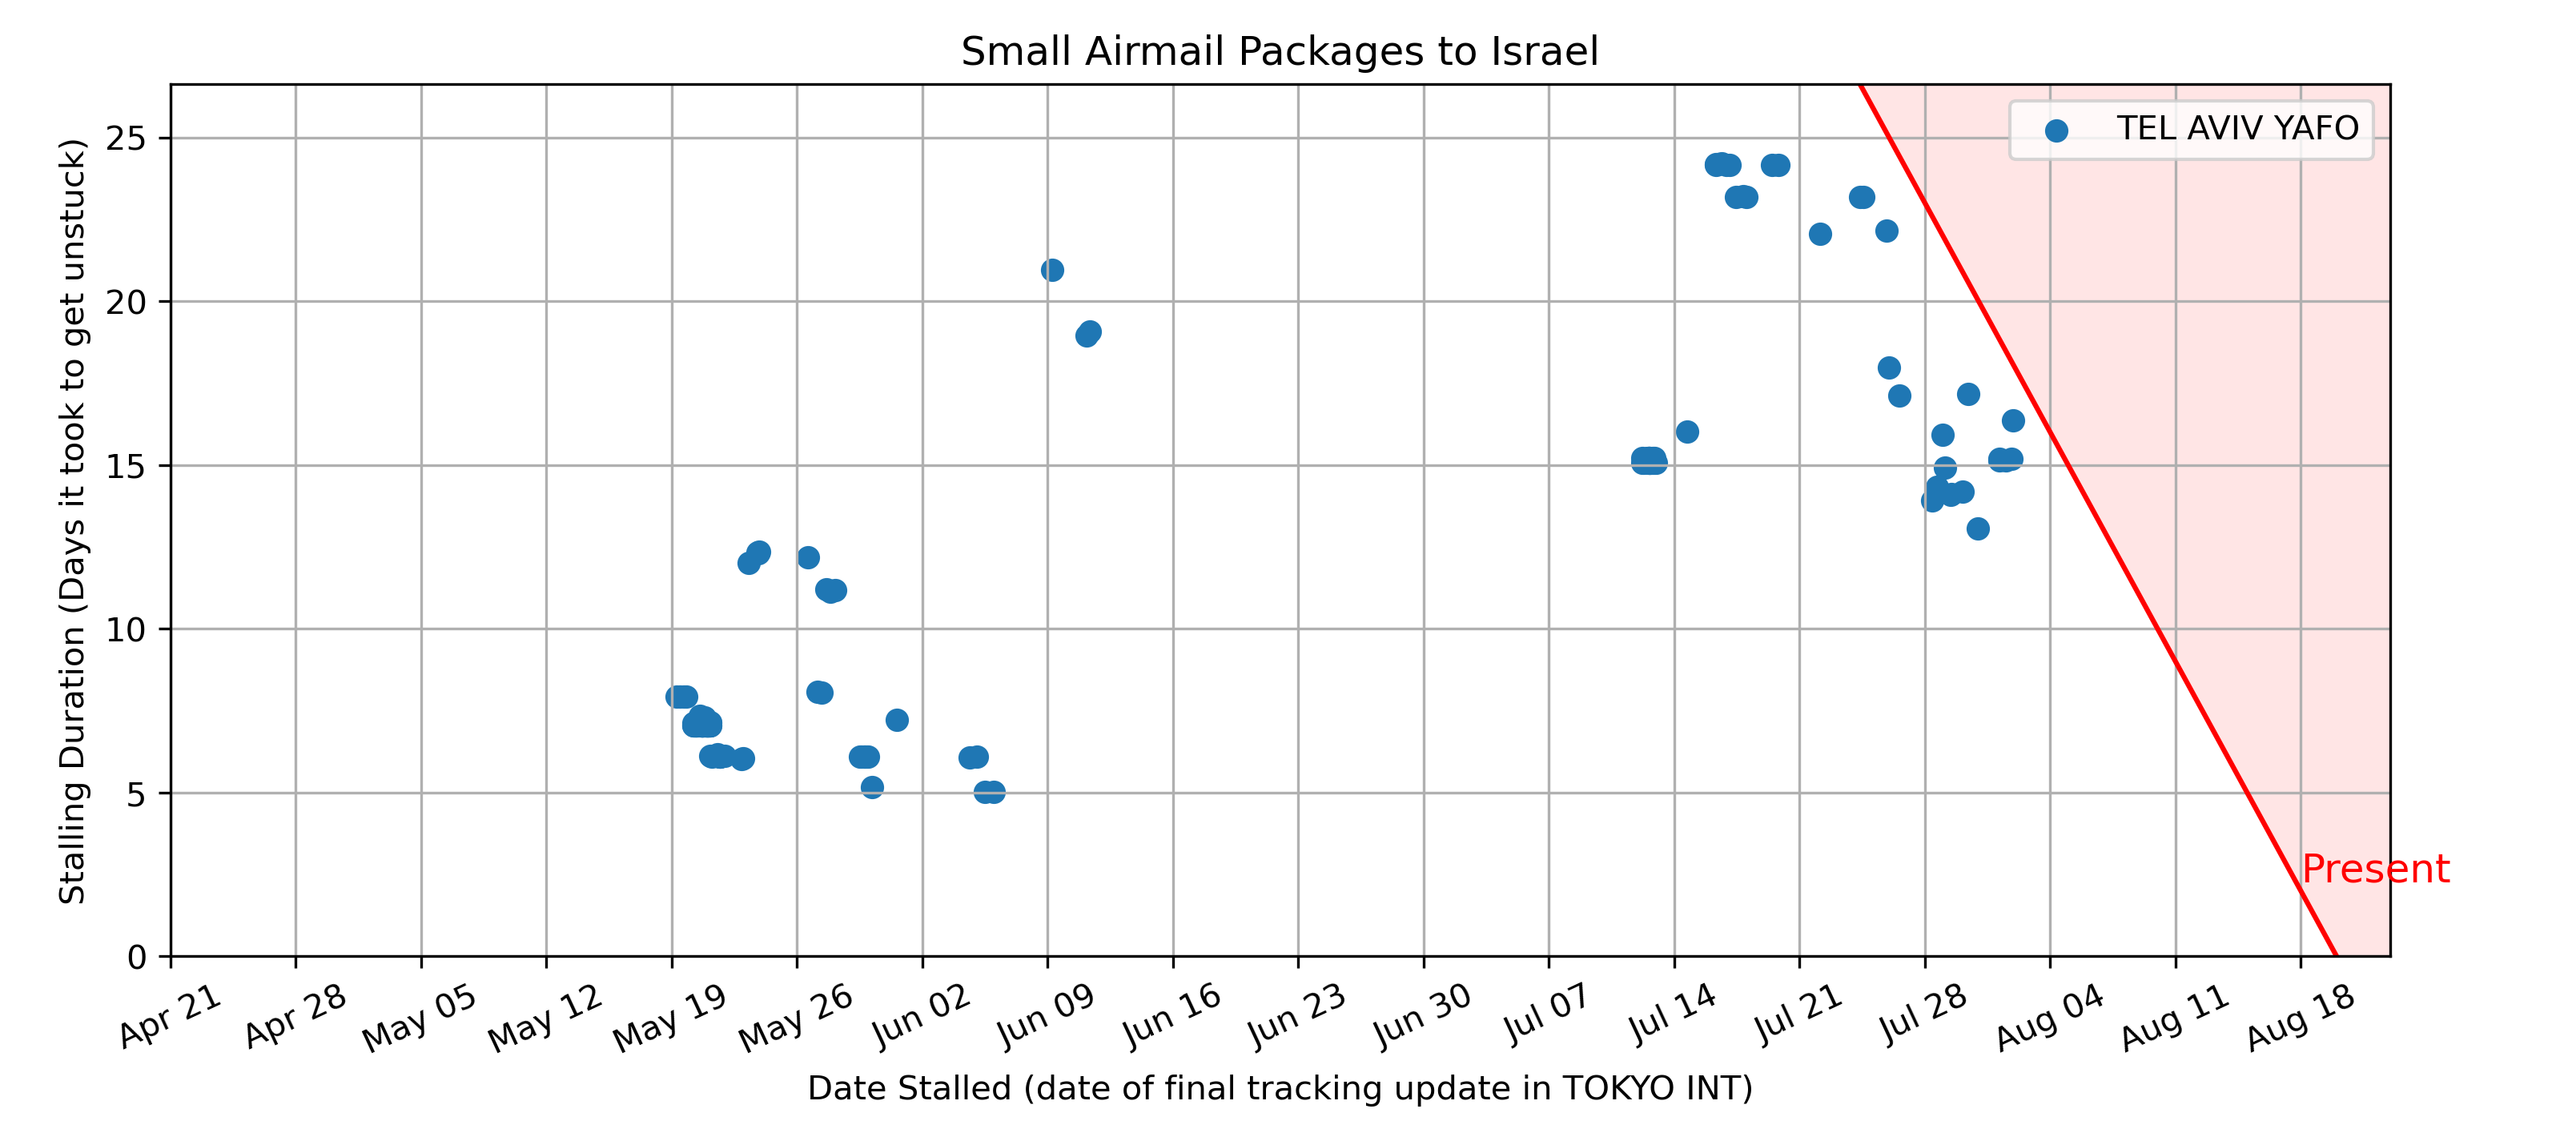 Small Airmail Packages to Israel
TEL AVIV YAFO
Stalling Duration (Days it took to get unstuck)
25
20
15
10
5
0
Present
Apr 21
Apr 28
May 05
May 12
May 19
May 26
Jun 02
Jun 09
Jun 16
Jun 23
Jun 30
Jul 07
Jul 14
Jul 21
Jul 28
Aug 04
Aug 11
Aug 18
Date Stalled (date of final tracking update in TOKYO INT)